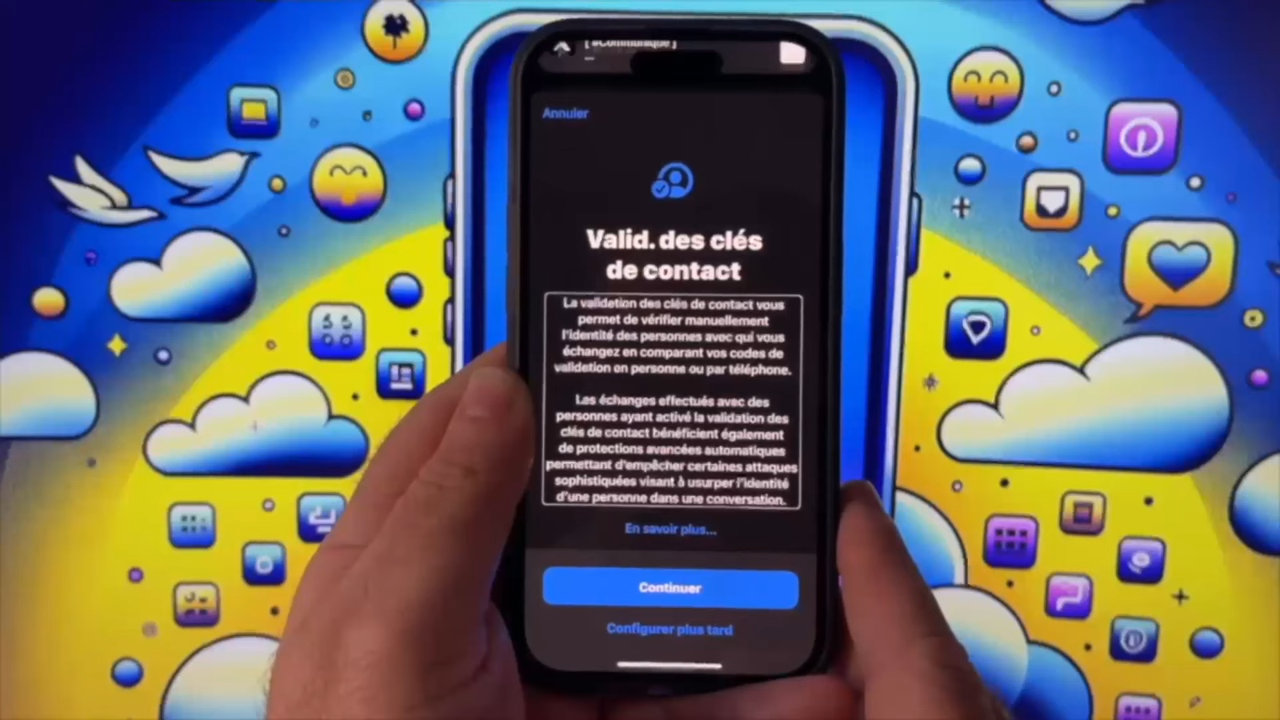 [ #Communiqué ]
Annuler
Valid. des clés
de contact
La validation des clés de contact vous
permet de vérifier manuellement
l'identité des personnes avec qui vous
échangez en comparant vos codes de
validation en personne ou par téléphone.
Les échanges effectués avec des
personnes ayant activé la validation des
clés de contact bénéficient également
de protections avancées automatiques
permettant d'empêcher certaines attaques
sophistiquées visant à usurper l'identité
d'une personne dans une conversation.
En savoir plus...
Continuer
Configurer plus tard